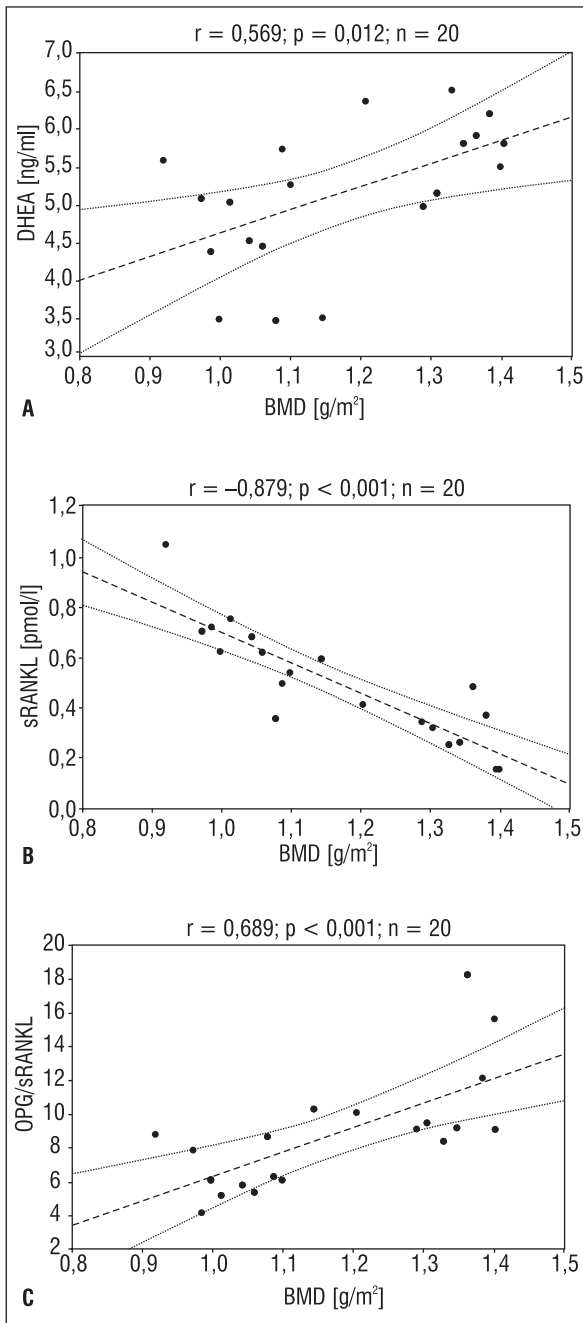 r = 0,569; p = 0,012; n = 20
7,0
6,5
6,0
5,5
5,0
4,5
4,0
3,5
3,0
DHEA [ng/ml]
0,8 0,9 1,0 1,1 1,2 1,3 1,4 1,5
BMD [g/m²]
A
r = –0,879; p < 0,001; n = 20
1,2
1,0
0,8
0,6
0,4
0,2
0,0
sRANKL [pmol/l]
0,8 0,9 1,0 1,1 1,2 1,3 1,4 1,5
BMD [g/m²]
B
r = 0,689; p < 0,001; n = 20
20
18
16
14
12
10
8
6
4
2
OPG/sRANKL
0,8 0,9 1,0 1,1 1,2 1,3 1,4 1,5
BMD [g/m²]
C